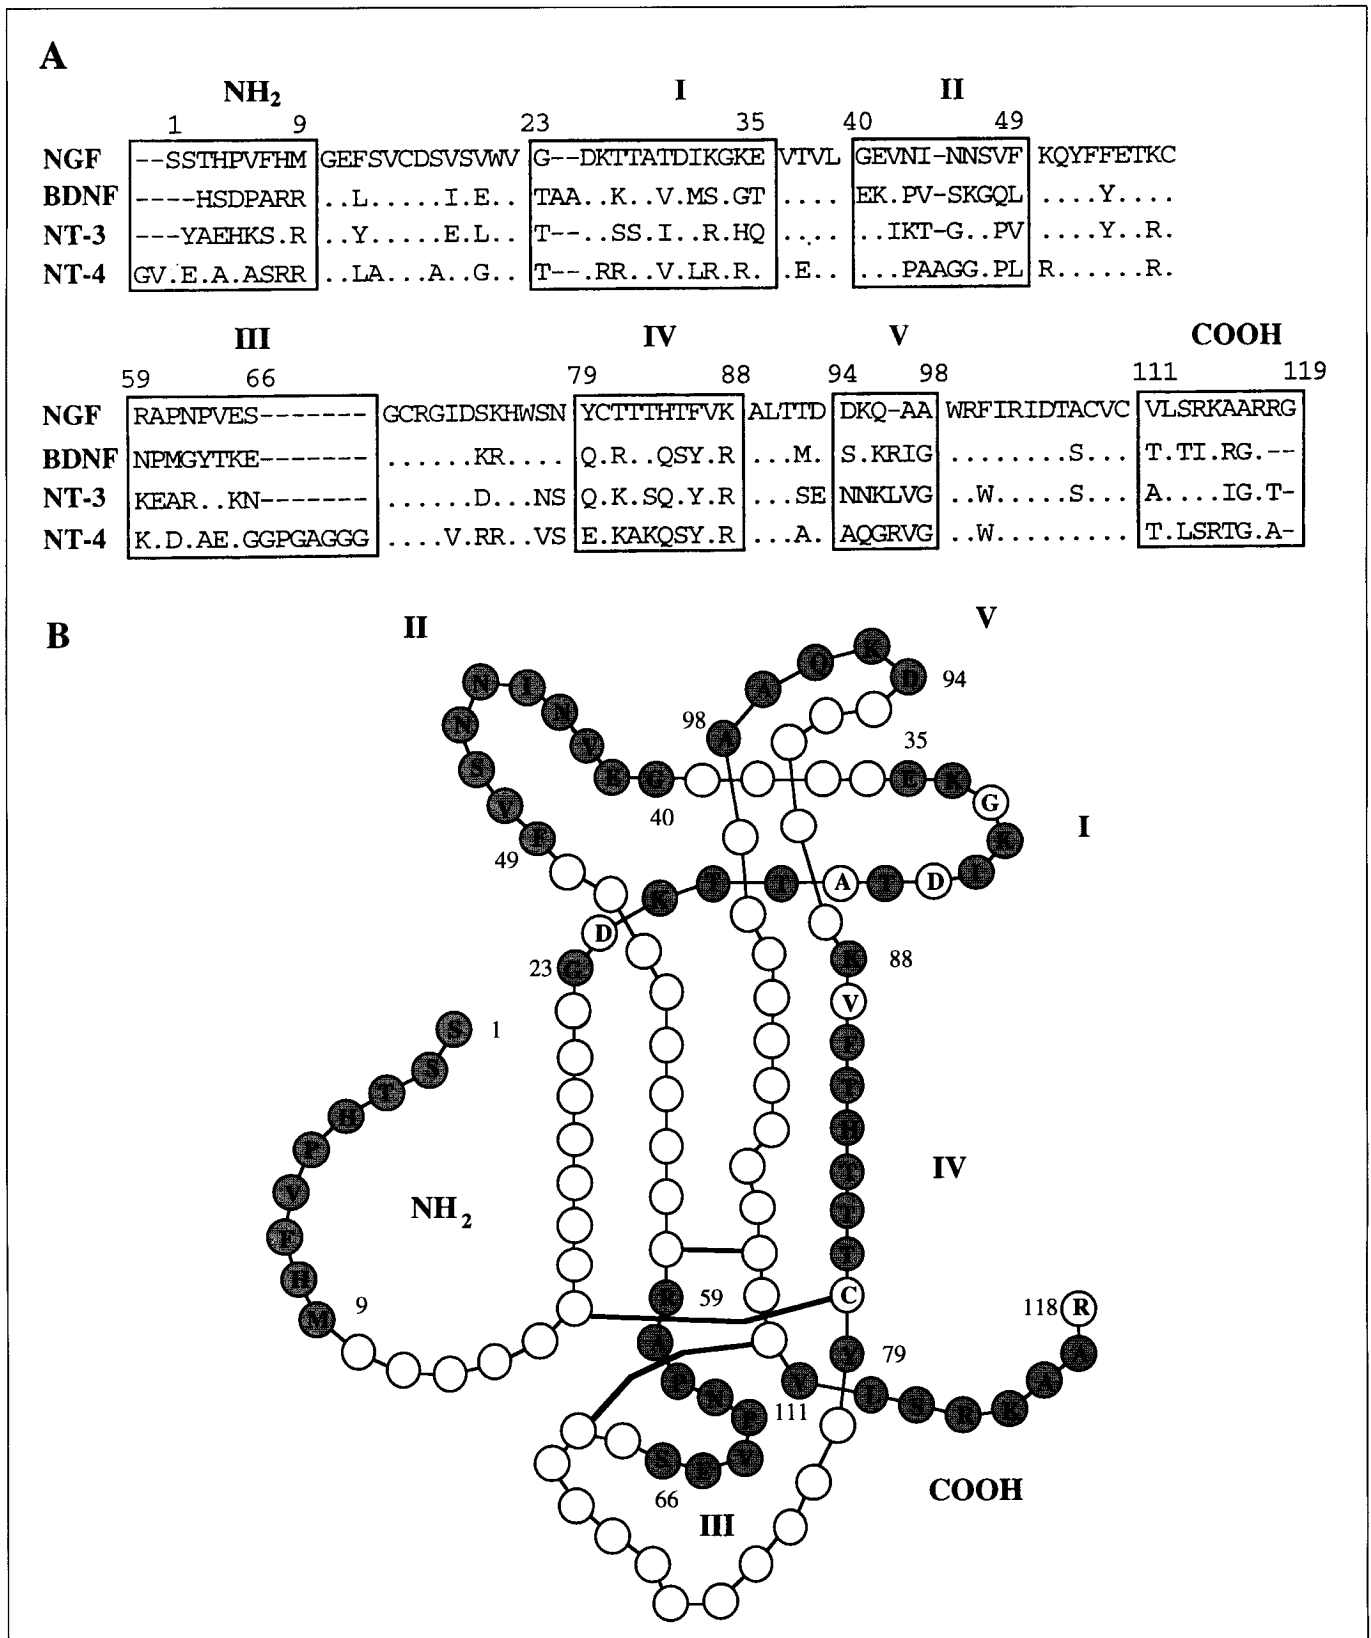 A
NH2 I II
1 9 23 35 40 49
NGF --SSTHPVFHM GEFSVCDSVSVWV G--DKTTATDIKGKE VTVL GEVNI-NNSVF KQYFFETKC
BDNF ----HSDPARR ..L.....I.E.. TAA..K..V.MS.GT .... EK.PV-SKGQL ....Y....
NT-3 ---YAEHKS.R ..Y.....E.L.. T--..SS.I..R.HQ .... ..IKT-G..PV ....Y..R.
NT-4 GV.E.A.ASRR ..LA...A..G.. T--.RR..V.LR.R. .E.. ...PAAGG.PL R......R.
III IV V COOH
59 66 79 88 94 98 111 119
NGF RAPNPVES------- GCRGIDSKHWSN YCTTTHTFVK ALTTD DKQ-AA WRFIRIDTACVC VLSRKAARRG
BDNF NPMGYTKE------- ......KR.... Q.R..QSY.R ...M. S.KRIG ........S... T.TI.RG.--
NT-3 KEAR..KN------- ......D...NS Q.K.SQ.Y.R ...SE NNKLVG ..W.....S... A....IG.T-
NT-4 K.D.AE.GGPGAGGG ....V.RR..VS E.KAKQSY.R ...A. AQGRVG ..W......... T.LSRTG.A-
B
II V
N I N V E G
N S V F
98 A A Q K D 94
35
E K G K I
40
I
49
K T T A T D
D
23 G
K 88
V F T H T T T C
S 1
S T H P V F H M
IV
NH2
9
R 59
A P N P V E S
118 R
Y 79
V L S R K A A
111
66
III
COOH